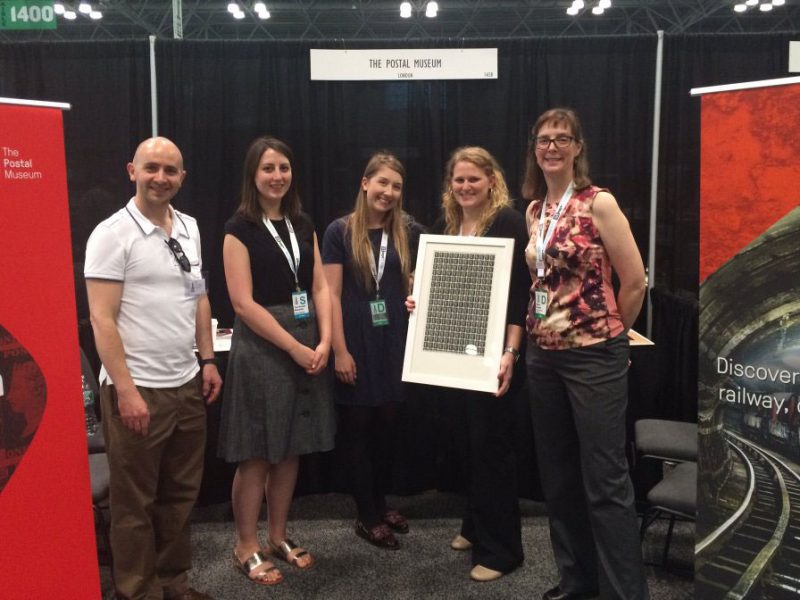 1400
THE POSTAL MUSEUM
LONDON
The
Postal
Museum
Discover
railway,
S
D
D